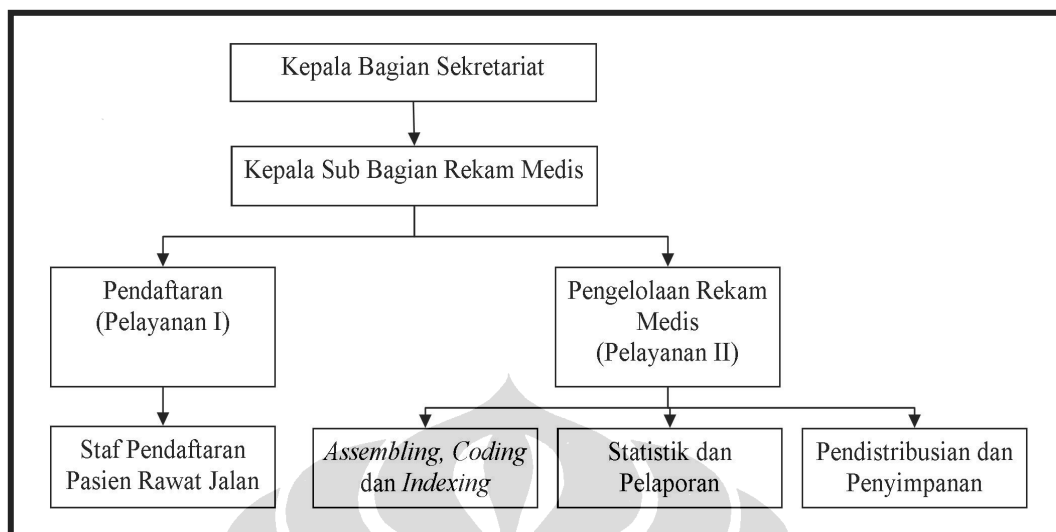 Kepala Bagian Sekretariat
Kepala Sub Bagian Rekam Medis
Pendaftaran
(Pelayanan I)
Pengelolaan Rekam
Medis
(Pelayanan II)
Staf Pendaftaran
Pasien Rawat Jalan
Assembling, Coding
dan Indexing
Statistik dan
Pelaporan
Pendistribusian dan
Penyimpanan